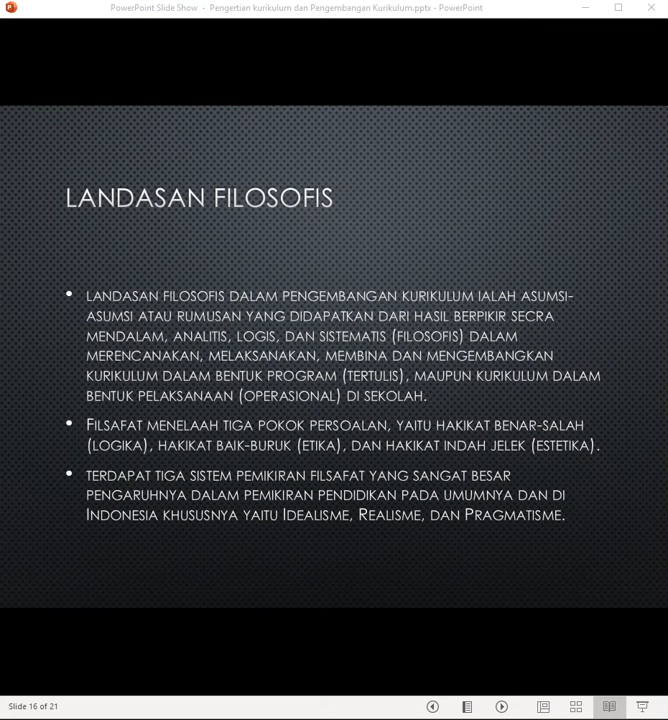 PowerPoint Slide Show - Pengertian kurikulum dan Pengembangan Kurikulum.pptx - PowerPoint
LANDASAN FILOSOFIS
• LANDASAN FILOSOFIS DALAM PENGEMBANGAN KURIKULUM IALAH ASUMSI-
ASUMSI ATAU RUMUSAN YANG DIDAPATKAN DARI HASIL BERPIKIR SECRA
MENDALAM, ANALITIS, LOGIS, DAN SISTEMATIS (FILOSOFIS) DALAM
MERENCANAKAN, MELAKSANAKAN, MEMBINA DAN MENGEMBANGKAN
KURIKULUM DALAM BENTUK PROGRAM (TERTULIS), MAUPUN KURIKULUM DALAM
BENTUK PELAKSANAAN (OPERASIONAL) DI SEKOLAH.
• FILSAFAT MENELAAH TIGA POKOK PERSOALAN, YAITU HAKIKAT BENAR-SALAH
(LOGIKA), HAKIKAT BAIK-BURUK (ETIKA), DAN HAKIKAT INDAH JELEK (ESTETIKA).
• TERDAPAT TIGA SISTEM PEMIKIRAN FILSAFAT YANG SANGAT BESAR
PENGARUHNYA DALAM PEMIKIRAN PENDIDIKAN PADA UMUMNYA DAN DI
INDONESIA KHUSUSNYA YAITU IDEALISME, REALISME, DAN PRAGMATISME.
Slide 16 of 21